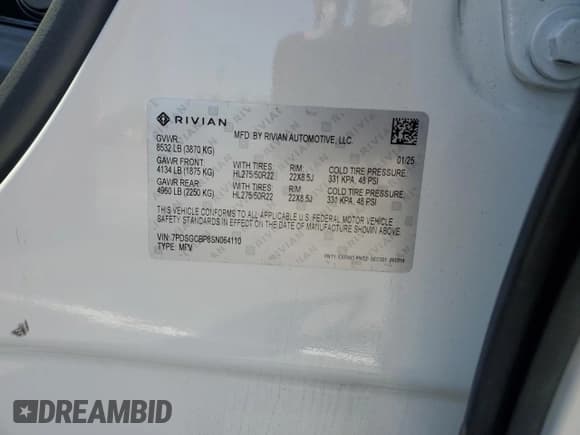 RIVIAN
MFD. BY RIVIAN AUTOMOTIVE, LLC.
GVWR:
8532 LB (3870 KG)
01/25
GAWR FRONT: WITH TIRES RIM COLD TIRE PRESSURE:
4134 LB (1875 KG) HL275/50R22 22X8.5J 331 KPA, 48 PSI
GAWR REAR: WITH TIRES RIM COLD TIRE PRESSURE:
4960 LB (2250 KG) HL275/50R22 22X8.5J 331 KPA, 48 PSI
THIS VEHICLE CONFORMS TO ALL APPLICABLE U.S. FEDERAL MOTOR VEHICLE
SAFETY STANDARDS IN EFFECT ON THE DATE OF MANUFACTURE SHOWN ABOVE.
VIN: 7PDSGCBP8SN064110
TYPE: MPV
DREAMBID